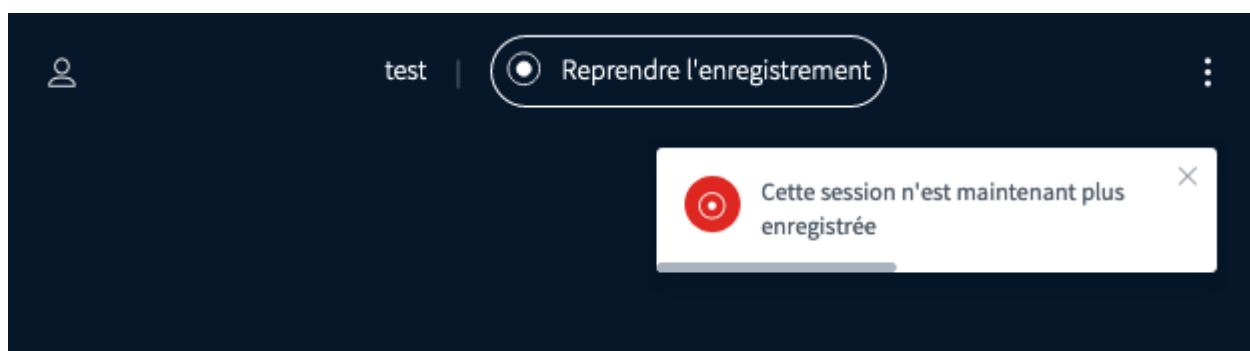 test | Reprendre l'enregistrement
Cette session n'est maintenant plus
enregistrée